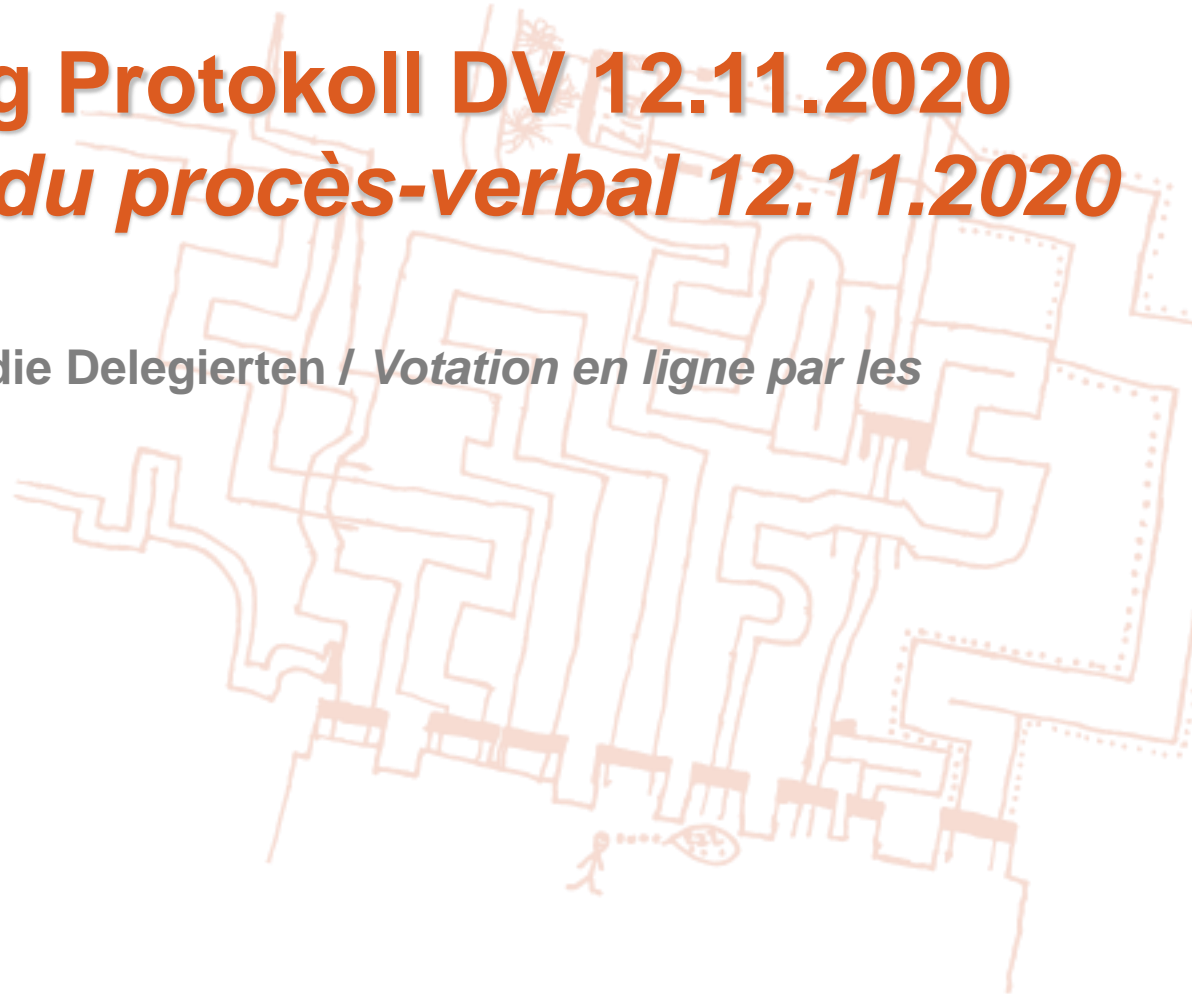 g Protokoll DV 12.11.2020
du procès-verbal 12.11.2020
die Delegierten / Votation en ligne par les